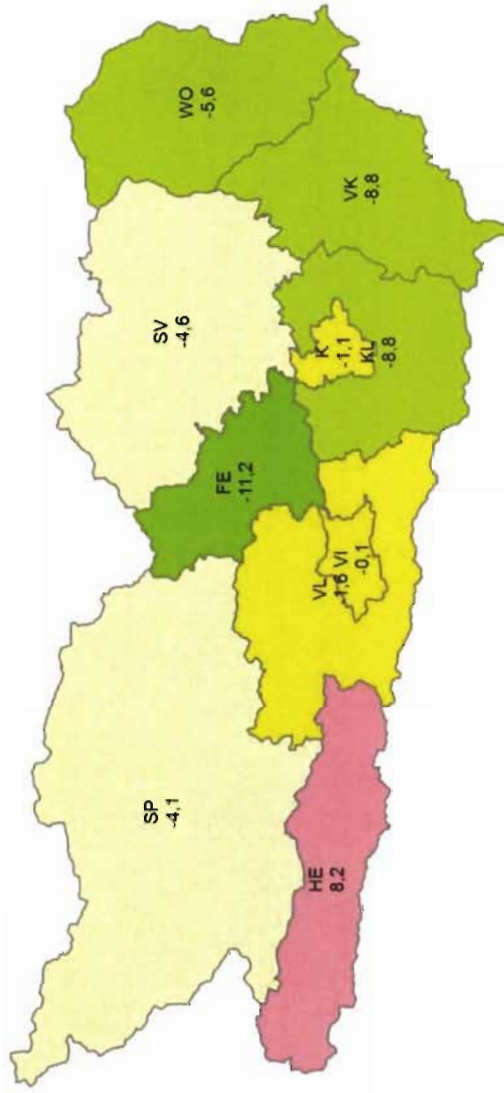 SP
-4,1
HE
8,2
FE
-11,2
VL
-1,6
VI
-0,1
SV
-4,6
K
-1,1
KL
-8,8
WO
-5,6
VK
-8,8